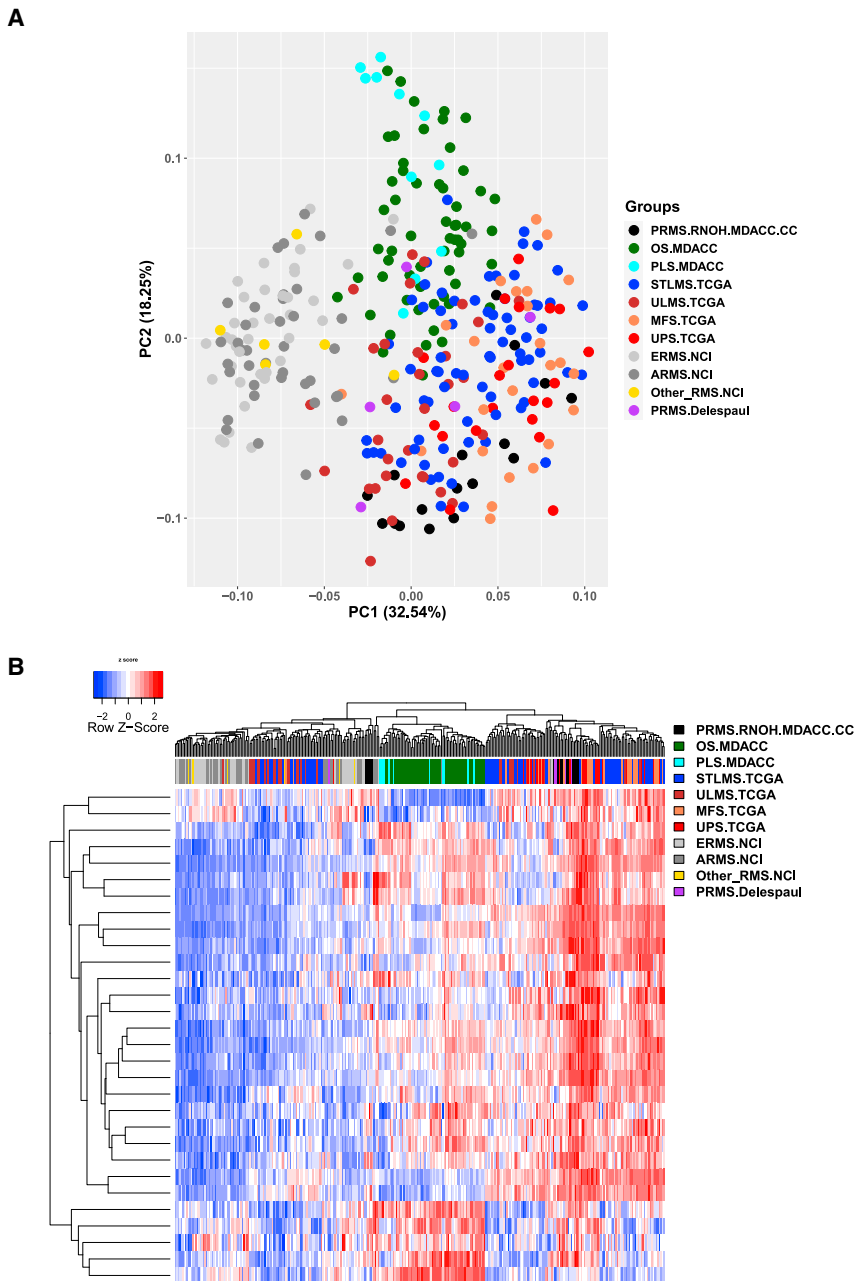 A
PC2 (18.25%)
0.1
0.0
−0.1
−0.10
−0.05
0.00
0.05
0.10
PC1 (32.54%)
Groups
PRMS.RNOH.MDACC.CC
OS.MDACC
PLS.MDACC
STLMS.TCGA
ULMS.TCGA
MFS.TCGA
UPS.TCGA
ERMS.NCI
ARMS.NCI
Other_RMS.NCI
PRMS.Delespaul
B
z score
−2
0
2
Row Z−Score
PRMS.RNOH.MDACC.CC
OS.MDACC
PLS.MDACC
STLMS.TCGA
ULMS.TCGA
MFS.TCGA
UPS.TCGA
ERMS.NCI
ARMS.NCI
Other_RMS.NCI
PRMS.Delespaul